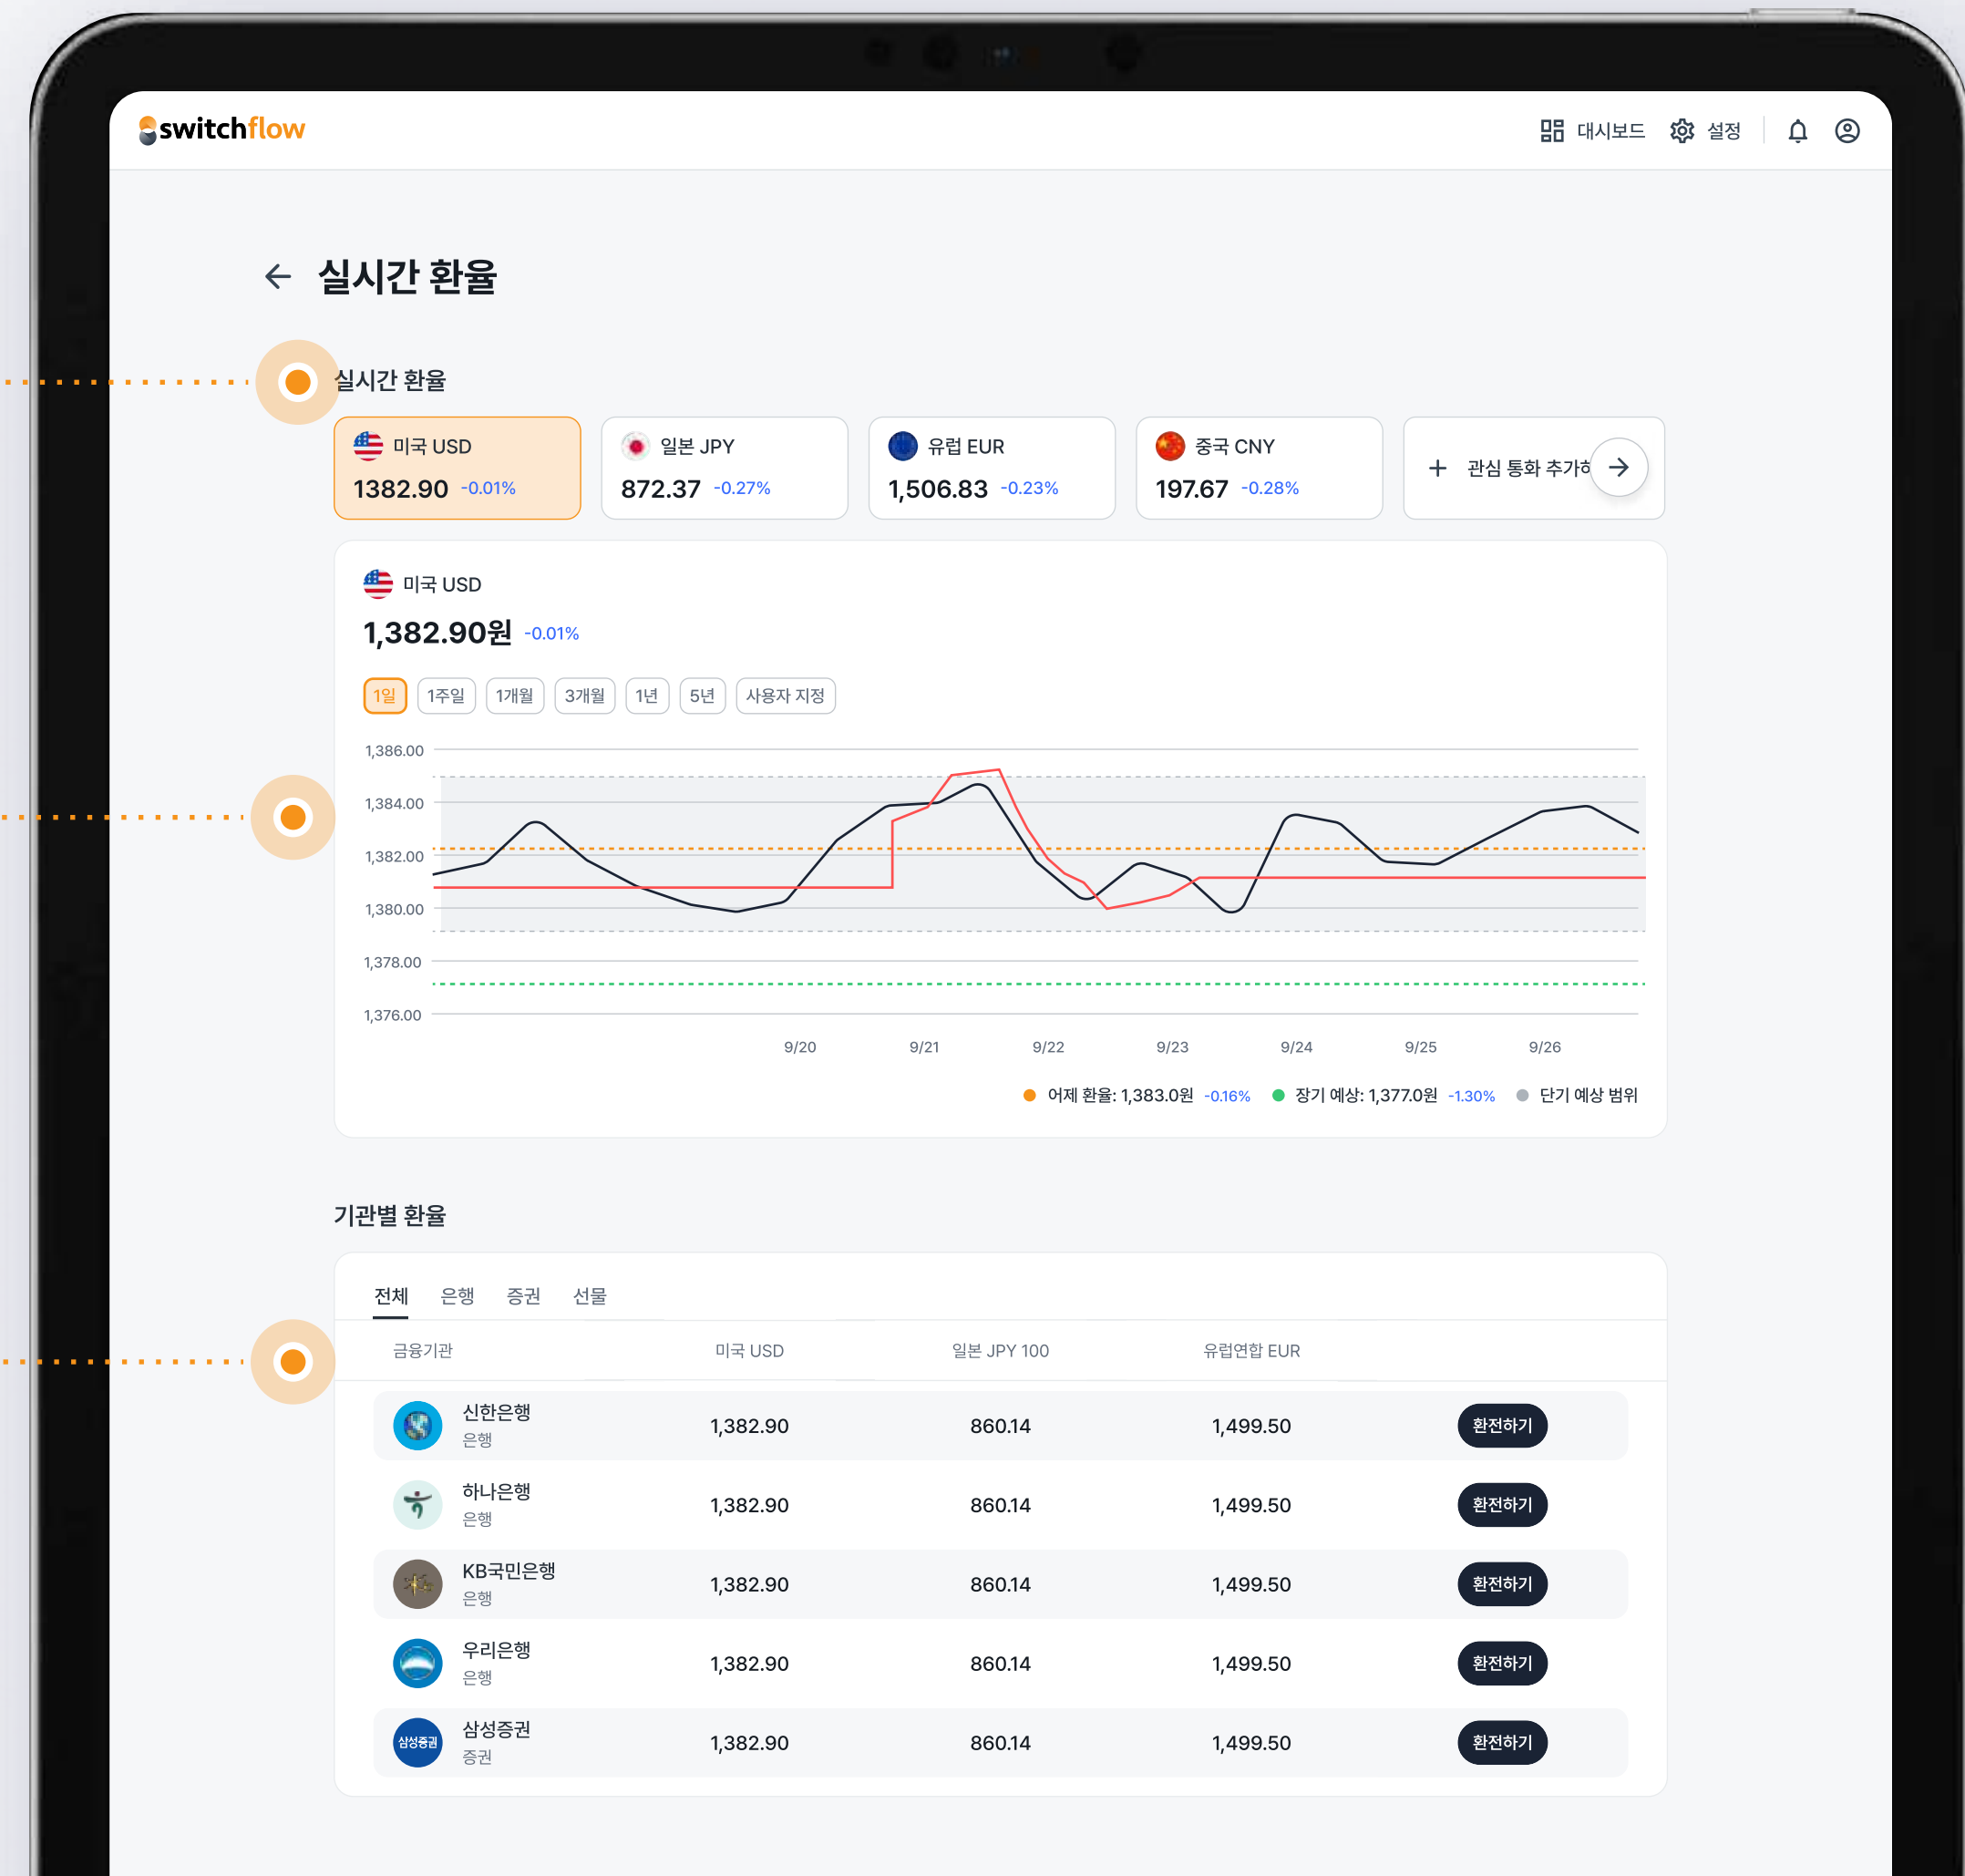 switchflow
대시보드 설정
실시간 환율
실시간 환율
미국 USD
1382.90 -0.01%
일본 JPY
872.37 -0.27%
유럽 EUR
1,506.83 -0.23%
중국 CNY
197.67 -0.28%
+ 관심 통화 추가하
미국 USD
1,382.90원 -0.01%
1일 1주일 1개월 3개월 1년 5년 사용자 지정
1,386.00
1,384.00
1,382.00
1,380.00
1,378.00
1,376.00
9/20 9/21 9/22 9/23 9/24 9/25 9/26
어제 환율: 1,383.0원 -0.16% 장기 예상: 1,377.0원 -1.30% 단기 예상 범위
기관별 환율
전체 은행 증권 선물
금융기관 미국 USD 일본 JPY 100 유럽연합 EUR
신한은행
은행
1,382.90 860.14 1,499.50 환전하기
하나은행
은행
1,382.90 860.14 1,499.50 환전하기
KB국민은행
은행
1,382.90 860.14 1,499.50 환전하기
우리은행
은행
1,382.90 860.14 1,499.50 환전하기
삼성증권
삼성증권
증권
1,382.90 860.14 1,499.50 환전하기